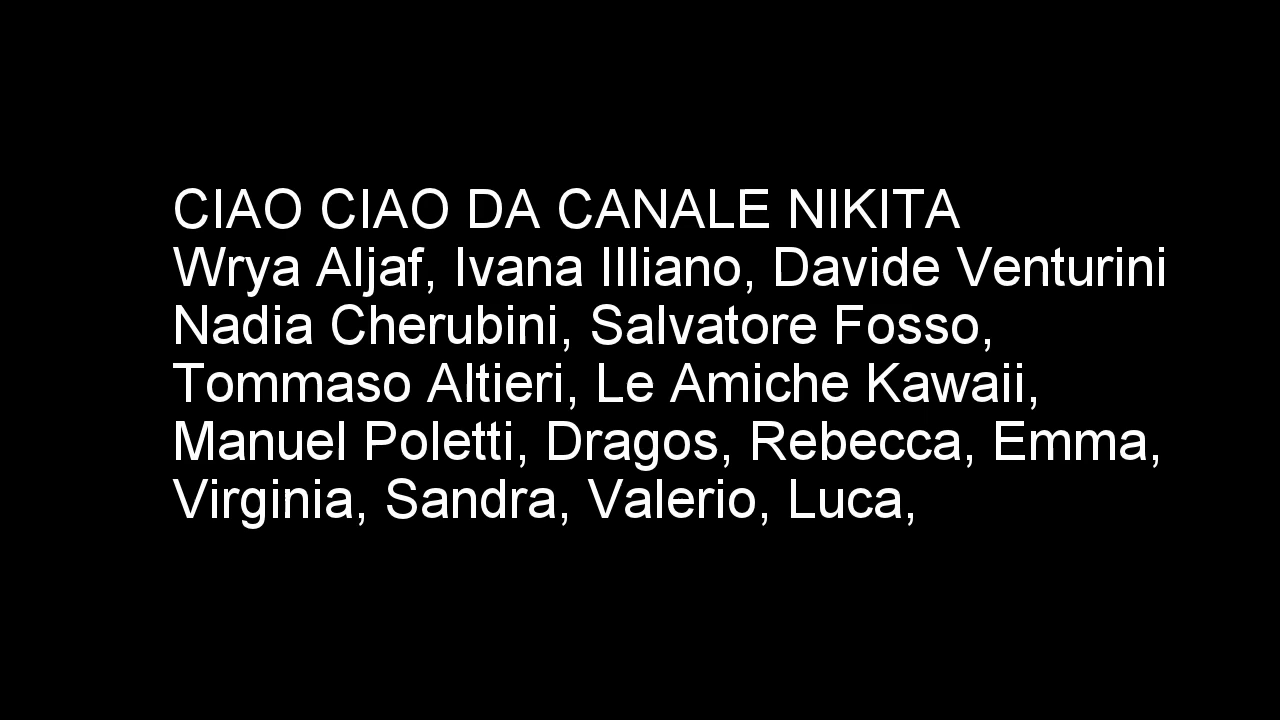 CIAO CIAO DA CANALE NIKITA
Wrya Aljaf, Ivana Illiano, Davide Venturini
Nadia Cherubini, Salvatore Fosso,
Tommaso Altieri, Le Amiche Kawaii,
Manuel Poletti, Dragos, Rebecca, Emma,
Virginia, Sandra, Valerio, Luca,